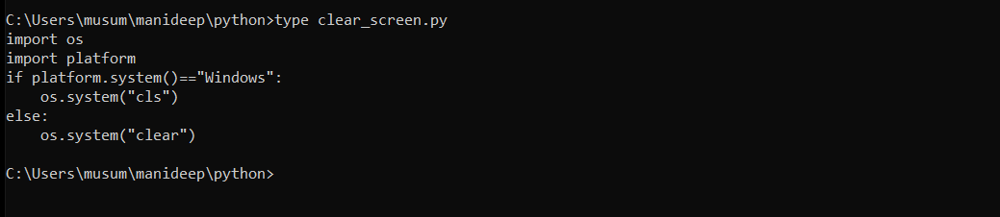 C:\Users\musum\manideep\python>type clear_screen.py
import os
import platform
if platform.system()=="Windows":
    os.system("cls")
else:
    os.system("clear")
C:\Users\musum\manideep\python>